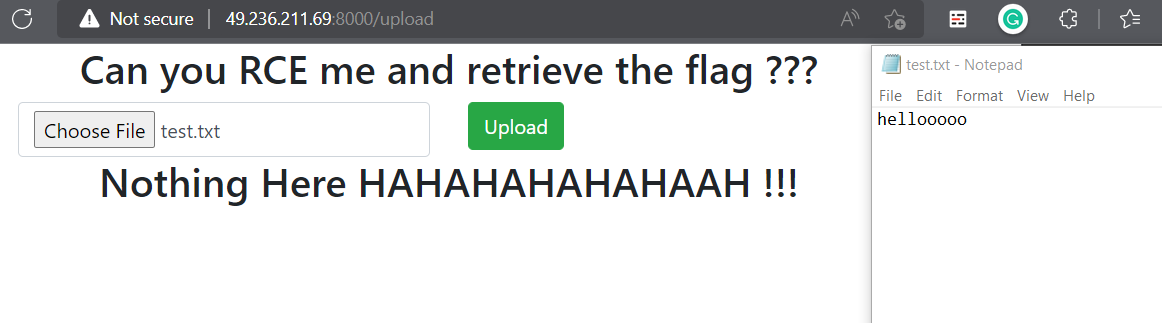 Not secure | 49.236.211.69:8000/upload
Can you RCE me and retrieve the flag ???
Choose File test.txt Upload
Nothing Here HAHAHAHAHAHAAH !!!
test.txt - Notepad
File Edit Format View Help
hellooooo